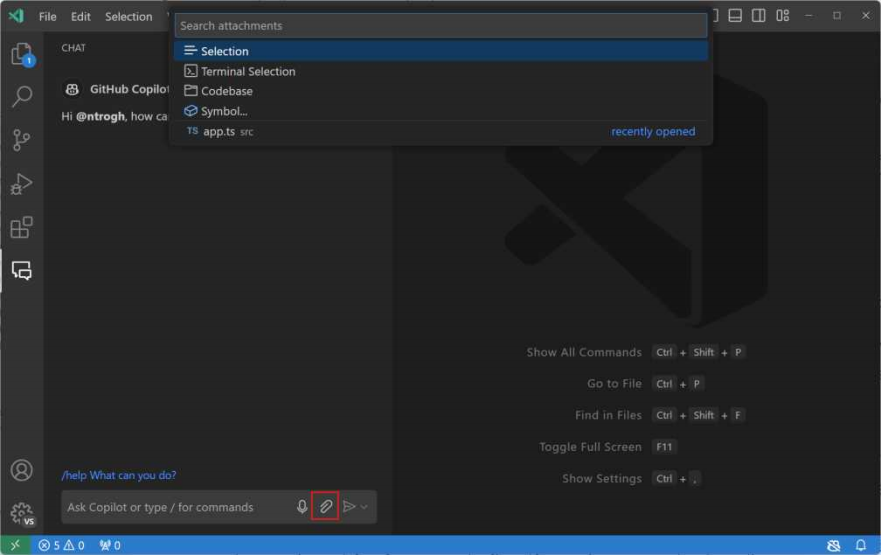 File Edit Selection
Search attachments
Selection
Terminal Selection
Codebase
Symbol...
TS app.ts src recently opened
CHAT
GitHub Copilot
Hi @ntrogh, how ca
1
Show All Commands Ctrl + Shift + P
Go to File Ctrl + P
Find in Files Ctrl + Shift + F
Toggle Full Screen F11
Show Settings Ctrl + ,
/help What can you do?
Ask Copilot or type / for commands
VS
5 0 0